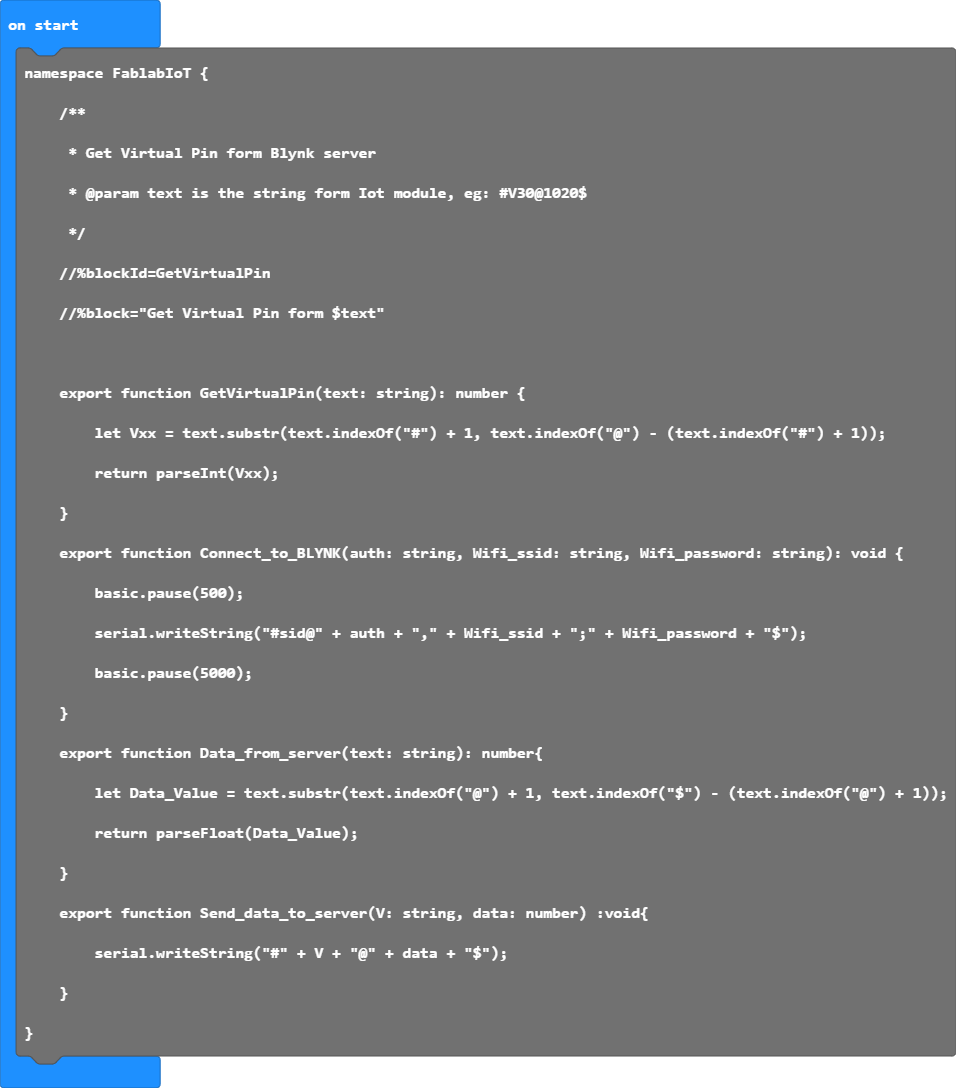 on start
namespace FablabIoT {
/**
* Get Virtual Pin form Blynk server
* @param text is the string form Iot module, eg: #V30@1020$
*/
//%blockId=GetVirtualPin
//%block="Get Virtual Pin form $text"
export function GetVirtualPin(text: string): number {
let Vxx = text.substr(text.indexOf("#") + 1, text.indexOf("@") - (text.indexOf("#") + 1));
return parseInt(Vxx);
}
export function Connect_to_BLYNK(auth: string, Wifi_ssid: string, Wifi_password: string): void {
basic.pause(500);
serial.writeString("#sid@" + auth + "," + Wifi_ssid + ";" + Wifi_password + "$");
basic.pause(5000);
}
export function Data_from_server(text: string): number{
let Data_Value = text.substr(text.indexOf("@") + 1, text.indexOf("$") - (text.indexOf("@") + 1));
return parseFloat(Data_Value);
}
export function Send_data_to_server(V: string, data: number) :void{
serial.writeString("#" + V + "@" + data + "$");
}
}